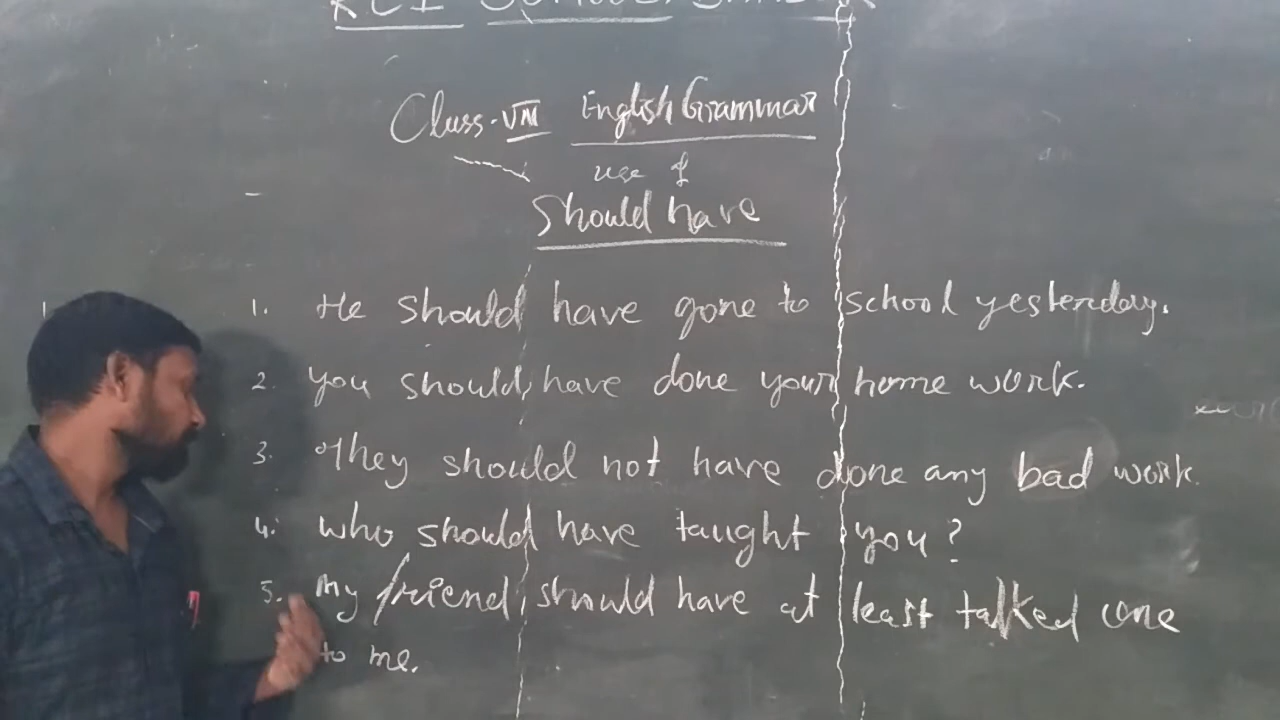 Class-VIII English Grammar
use of
Should have
1. He should have gone to school yesterday.
2. you should have done your home work.
3. They should not have done any bad work.
4. who should have taught you?
5. my friend should have at least talked one
to me.